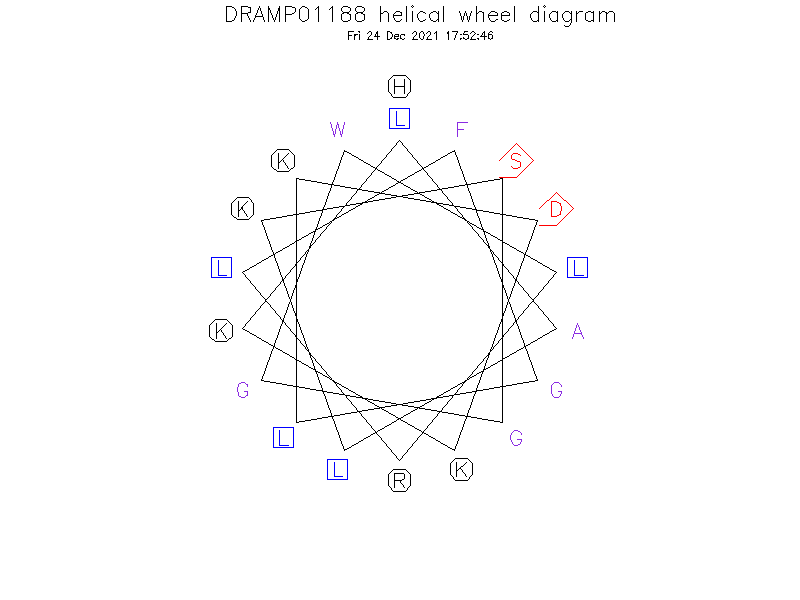 DRAMP01188 helical wheel diagram
Fri 24 Dec 2021 17:52:46
H
L
W F
K S
K D
L L
K A
G G
L G
L K
R